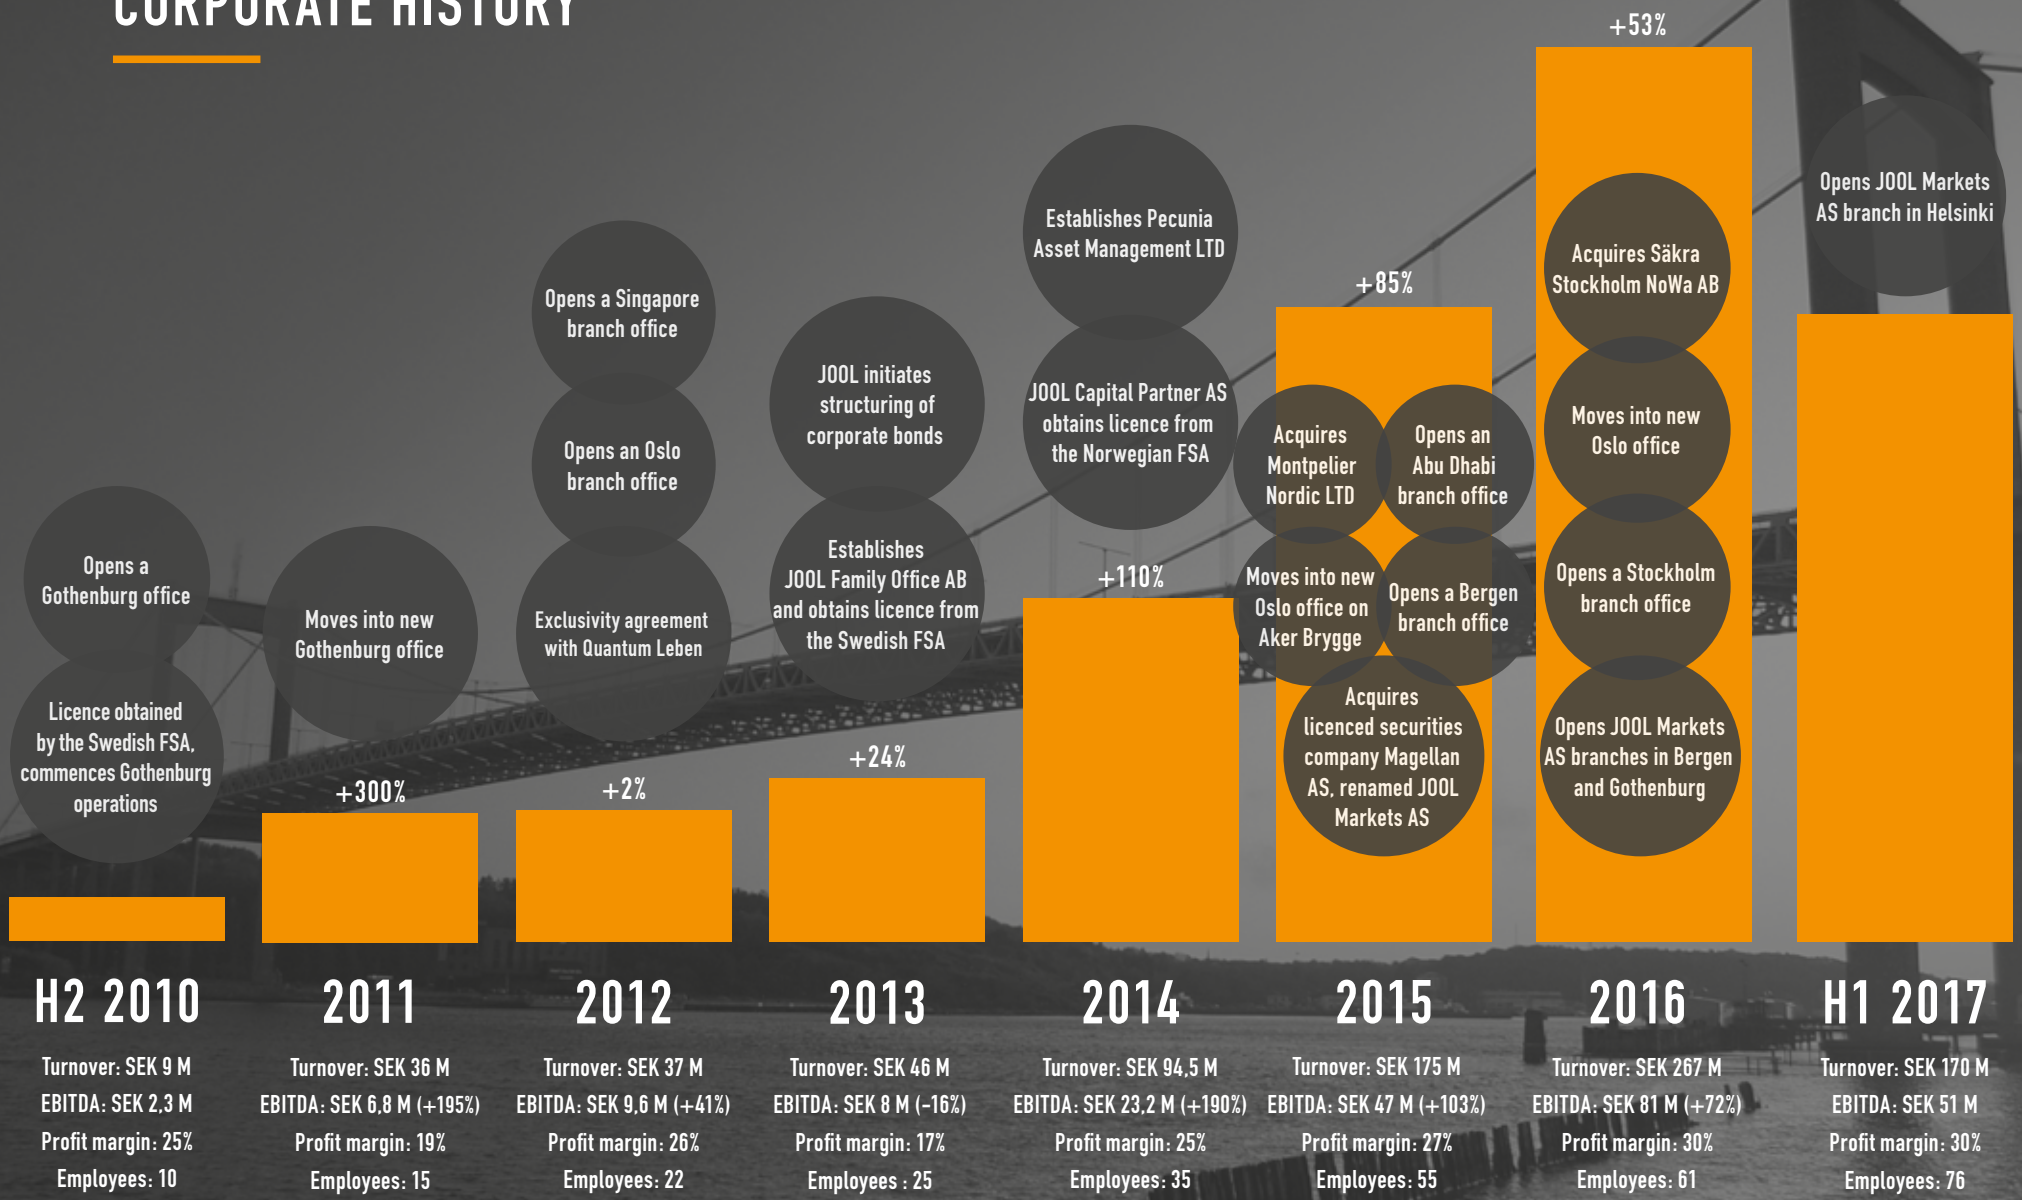 CORPORATE HISTORY
Opens a
Gothenburg office
Licence obtained
by the Swedish FSA,
commences Gothenburg
operations
H2 2010
Turnover: SEK 9 M
EBITDA: SEK 2,3 M
Profit margin: 25%
Employees: 10
Moves into new
Gothenburg office
+300%
2011
Turnover: SEK 36 M
EBITDA: SEK 6,8 M (+195%)
Profit margin: 19%
Employees: 15
Opens a Singapore
branch office
Opens an Oslo
branch office
Exclusivity agreement
with Quantum Leben
+2%
2012
Turnover: SEK 37 M
EBITDA: SEK 9,6 M (+41%)
Profit margin: 26%
Employees: 22
JOOL initiates
structuring of
corporate bonds
Establishes
JOOL Family Office AB
and obtains licence from
the Swedish FSA
+24%
2013
Turnover: SEK 46 M
EBITDA: SEK 8 M (-16%)
Profit margin: 17%
Employees : 25
Establishes Pecunia
Asset Management LTD
JOOL Capital Partner AS
obtains licence from
the Norwegian FSA
+110%
2014
Turnover: SEK 94,5 M
EBITDA: SEK 23,2 M (+190%)
Profit margin: 25%
Employees: 35
+85%
Acquires
Montpelier
Nordic LTD
Opens an
Abu Dhabi
branch office
Moves into new
Oslo office on
Aker Brygge
Opens a Bergen
branch office
Acquires
licenced securities
company Magellan
AS, renamed JOOL
Markets AS
2015
Turnover: SEK 175 M
EBITDA: SEK 47 M (+103%)
Profit margin: 27%
Employees: 55
+53%
Acquires Säkra
Stockholm NoWa AB
Moves into new
Oslo office
Opens a Stockholm
branch office
Opens JOOL Markets
AS branches in Bergen
and Gothenburg
2016
Turnover: SEK 267 M
EBITDA: SEK 81 M (+72%)
Profit margin: 30%
Employees: 61
Opens JOOL Markets
AS branch in Helsinki
H1 2017
Turnover: SEK 170 M
EBITDA: SEK 51 M
Profit margin: 30%
Employees: 76